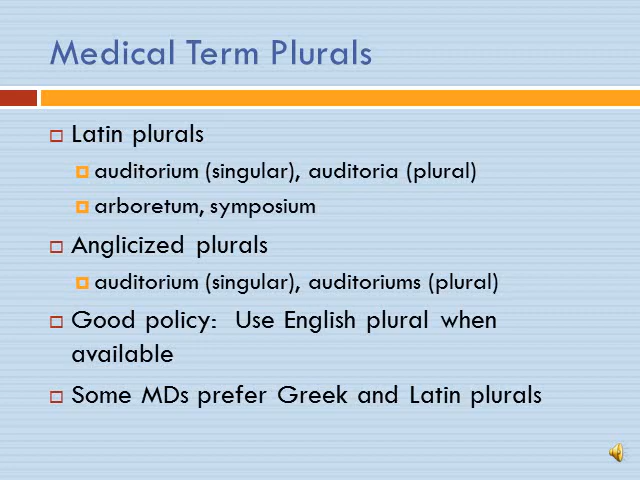 Medical Term Plurals
Latin plurals
auditorium (singular), auditoria (plural)
arboretum, symposium
Anglicized plurals
auditorium (singular), auditoriums (plural)
Good policy:  Use English plural when
available
Some MDs prefer Greek and Latin plurals